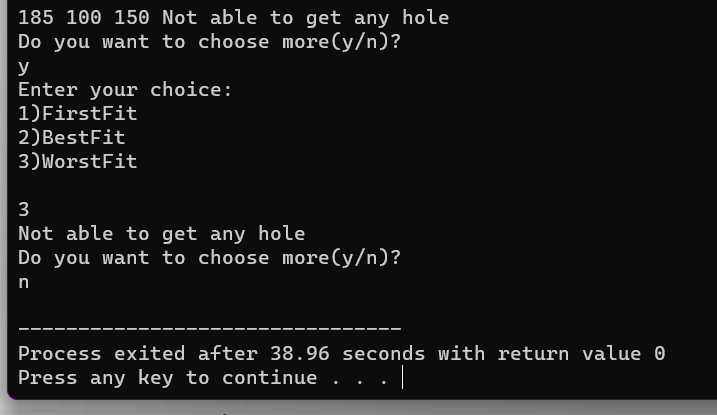 185 100 150 Not able to get any hole
Do you want to choose more(y/n)?
y
Enter your choice:
1)FirstFit
2)BestFit
3)WorstFit
3
Not able to get any hole
Do you want to choose more(y/n)?
n
--------------------------------
Process exited after 38.96 seconds with return value 0
Press any key to continue . . .